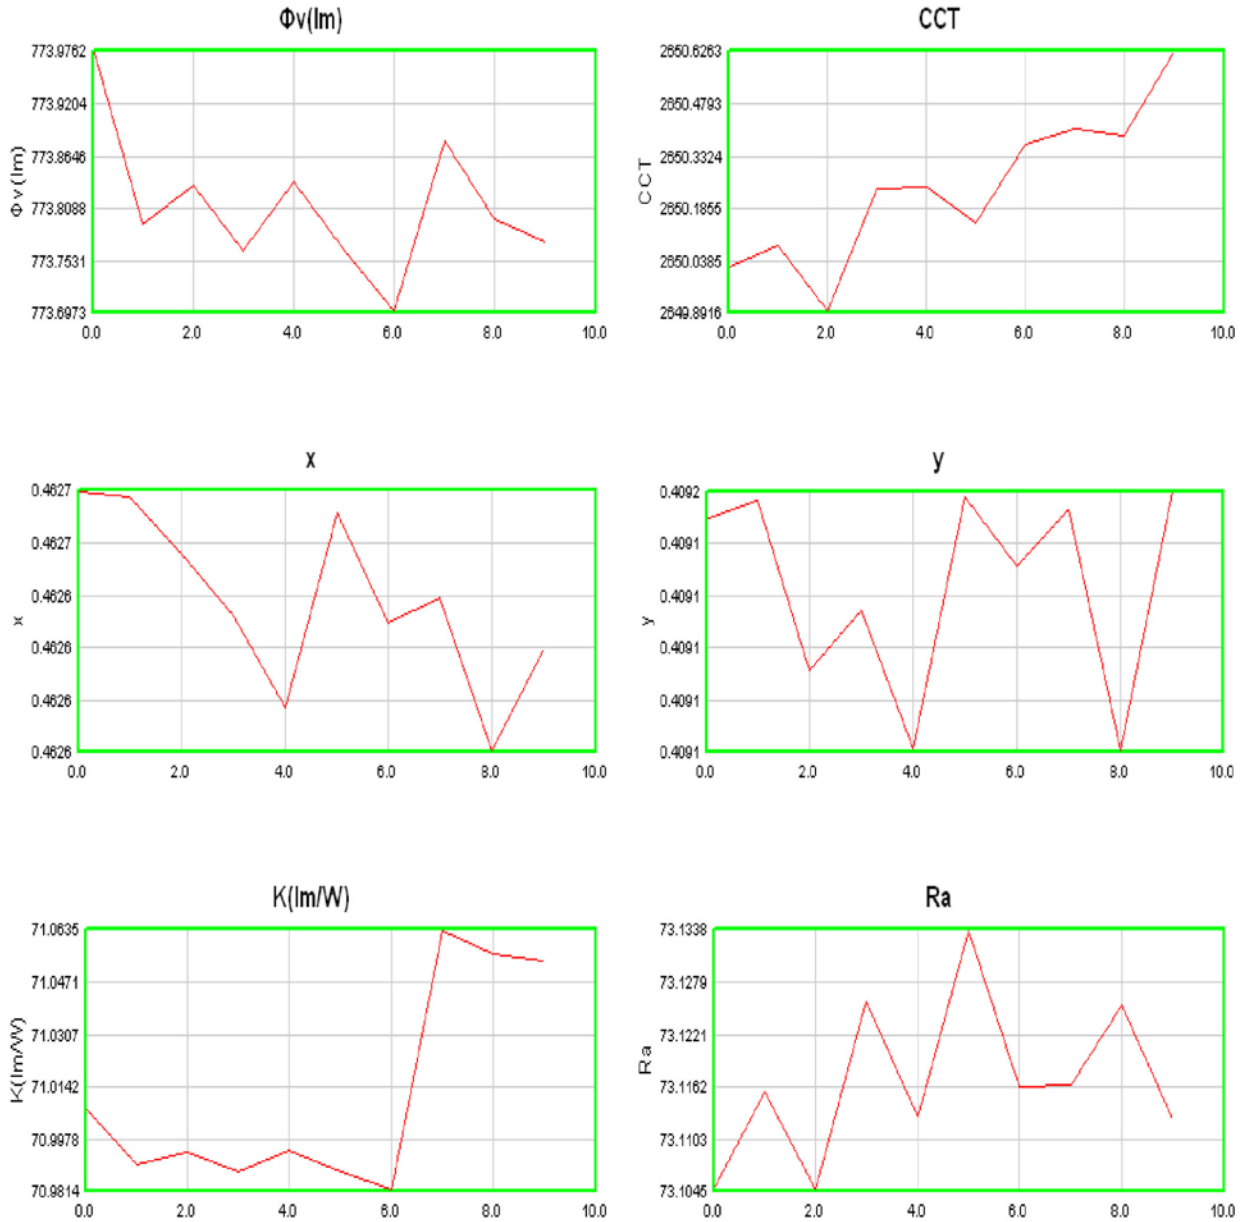 Φv(lm)
773.9762
773.9204
773.8646
773.8088
773.7531
773.6973
Φv(lm)
0.0 2.0 4.0 6.0 8.0 10.0
CCT
2650.6263
2650.4793
2650.3324
2650.1855
2650.0385
2649.8916
CCT
0.0 2.0 4.0 6.0 8.0 10.0
x
0.4627
0.4627
0.4626
0.4626
0.4626
0.4626
x
0.0 2.0 4.0 6.0 8.0 10.0
y
0.4092
0.4091
0.4091
0.4091
0.4091
0.4091
y
0.0 2.0 4.0 6.0 8.0 10.0
K(lm/W)
71.0635
71.0471
71.0307
71.0142
70.9978
70.9814
K(lm/W)
0.0 2.0 4.0 6.0 8.0 10.0
Ra
73.1338
73.1279
73.1221
73.1162
73.1103
73.1045
Ra
0.0 2.0 4.0 6.0 8.0 10.0